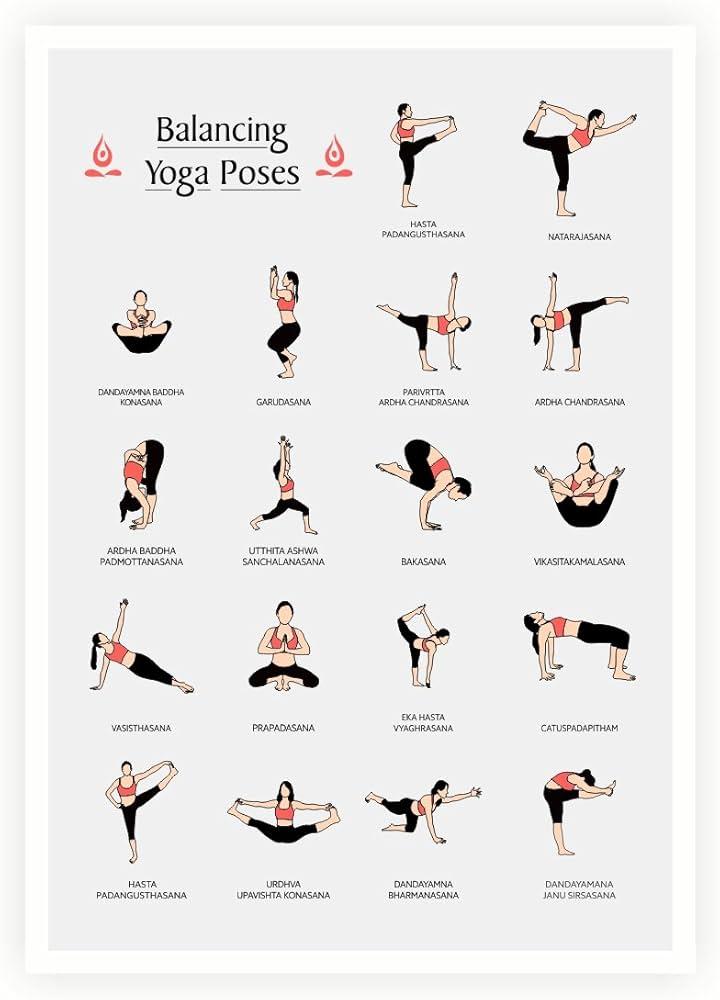 Balancing
Yoga Poses
HASTA
PADANGUSTHASANA
NATARAJASANA
DANDAYAMNA BADDHA
KONASANA
GARUDASANA
PARIVRTTA
ARDHA CHANDRASANA
ARDHA CHANDRASANA
ARDHA BADDHA
PADMOTTANASANA
UTTHITA ASHWA
SANCHALANASANA
BAKASANA
VIKASITAKAMALASANA
VASISTHASANA
PRAPADASANA
EKA HASTA
VYAGHRASANA
CATUSPADAPITHAM
HASTA
PADANGUSTHASANA
URDHVA
UPAVISHTA KONASANA
DANDAYAMNA
BHARMANASANA
DANDAYAMANA
JANU SIRSASANA